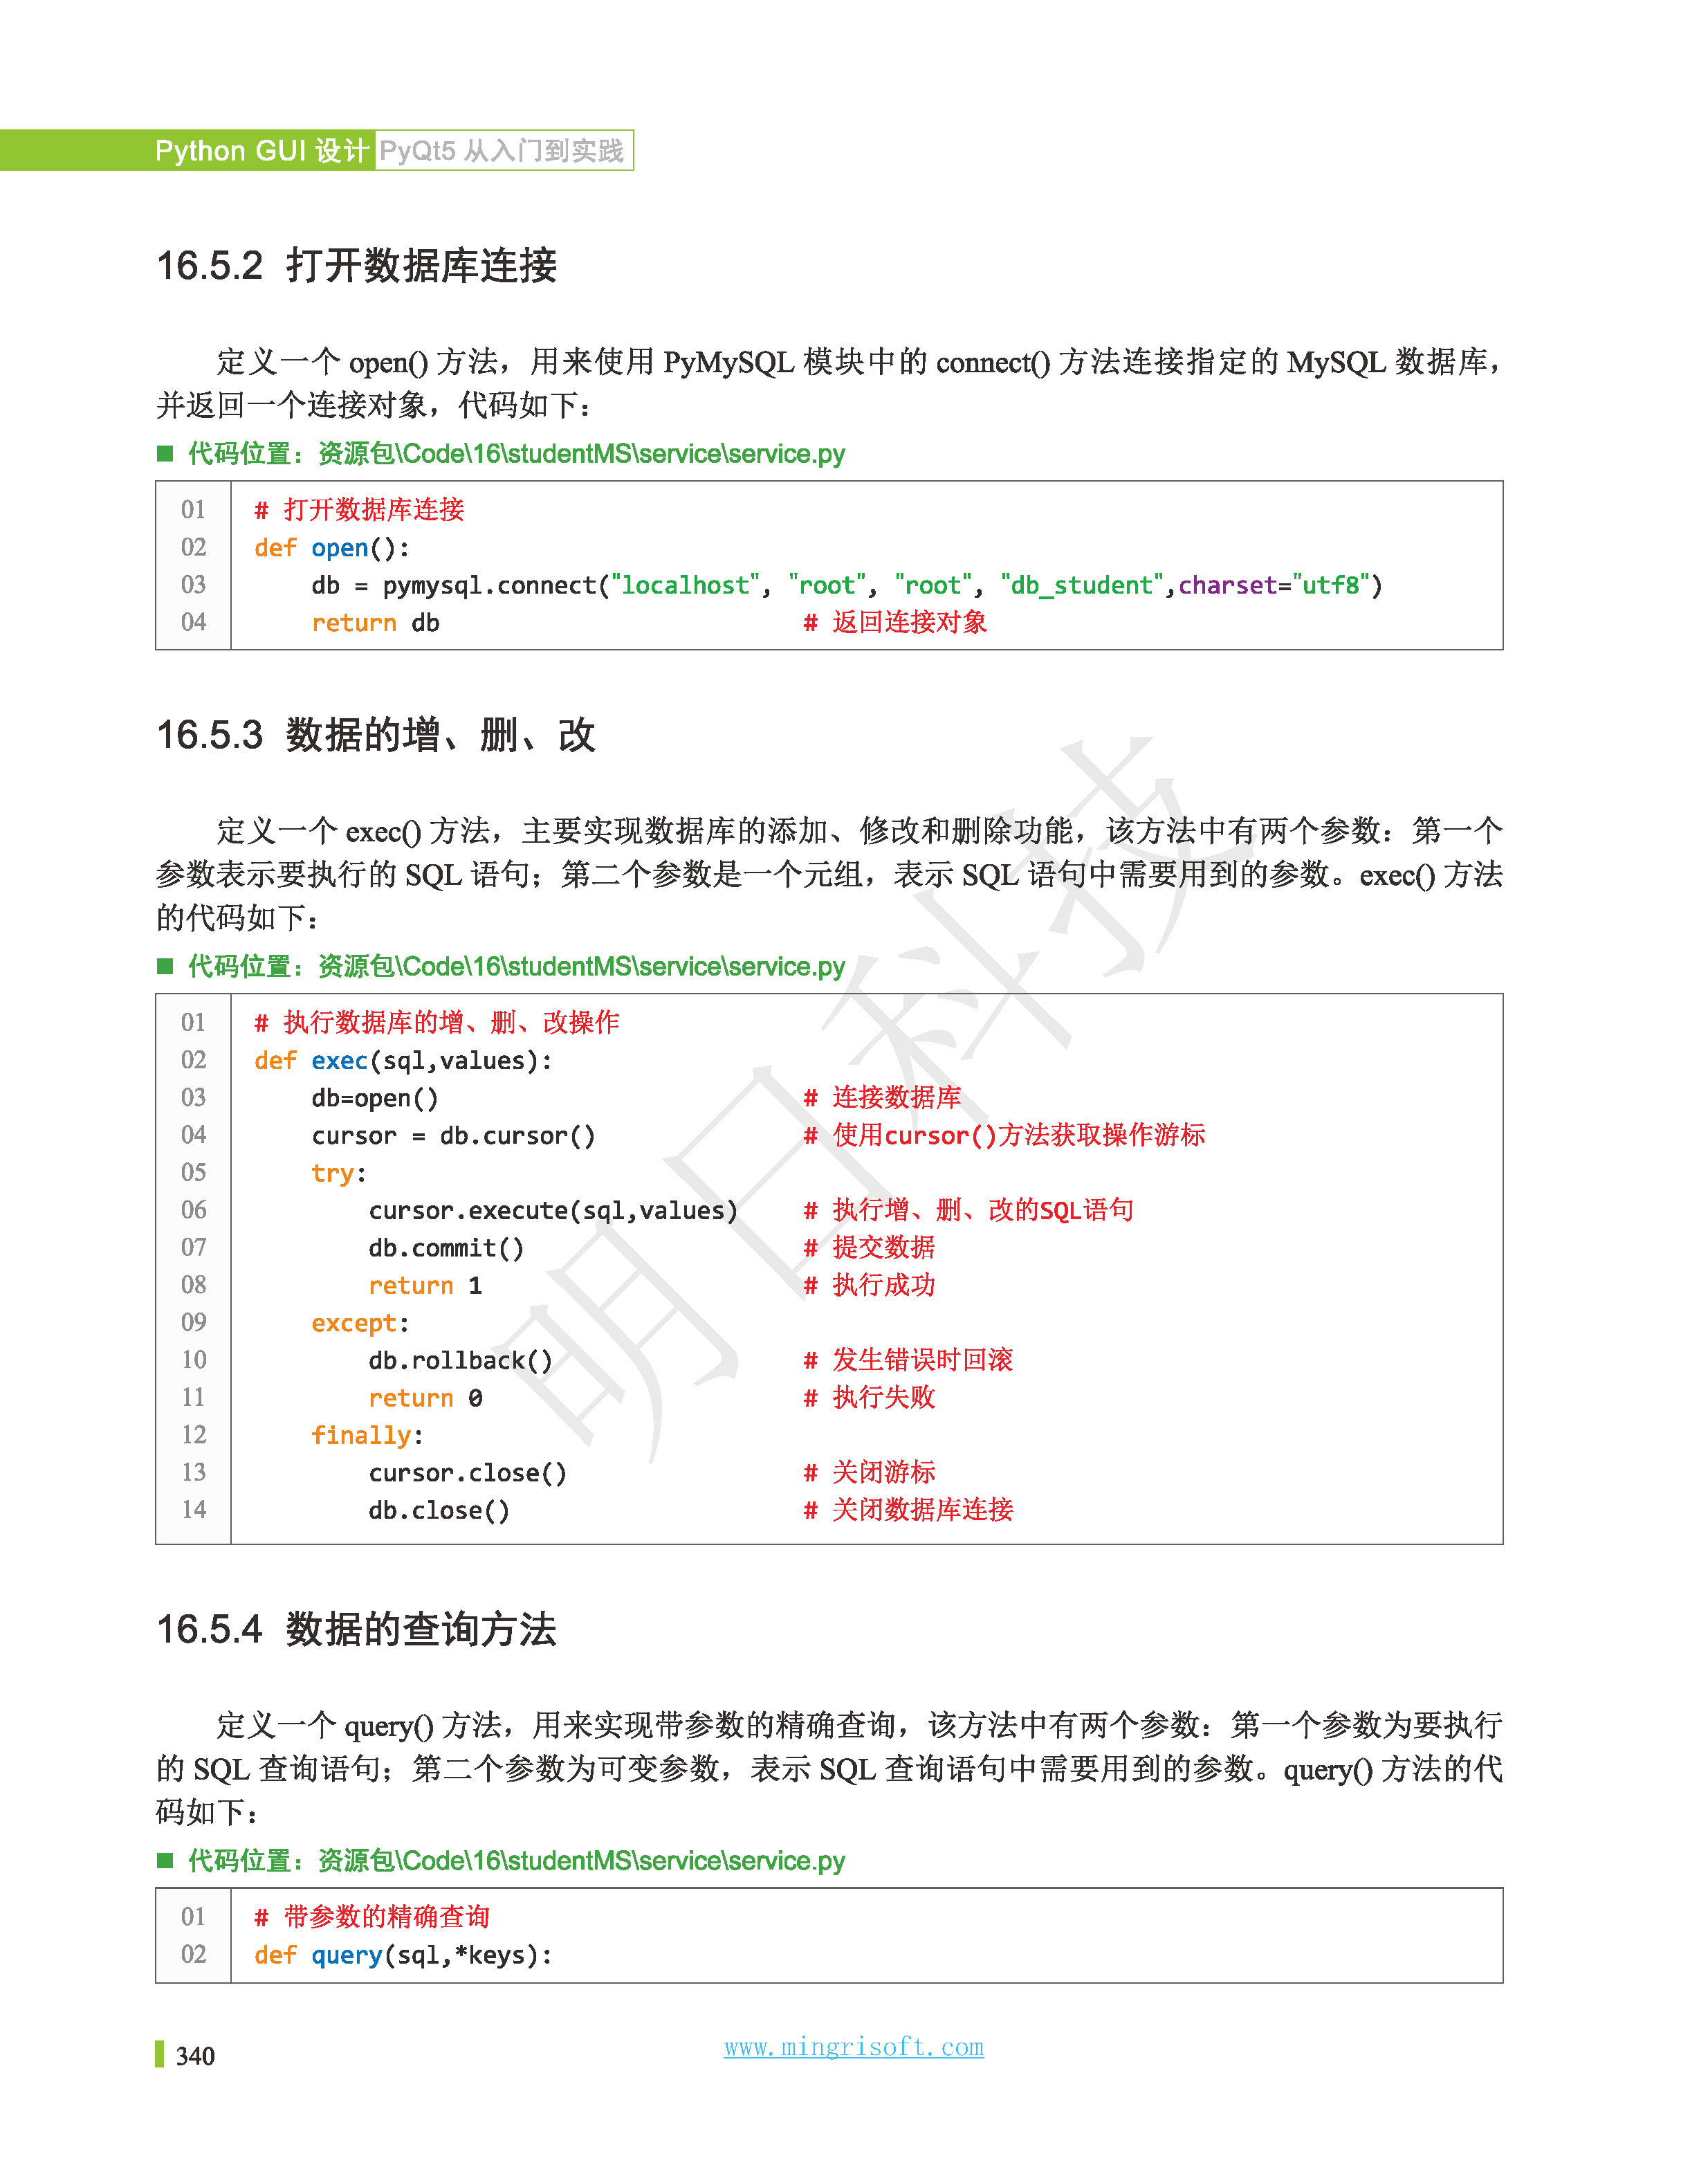 Python GUI 设计 PyQt5 从入门到实践
16.5.2 打开数据库连接
定义一个 open() 方法，用来使用 PyMySQL 模块中的 connect() 方法连接指定的 MySQL 数据库，
并返回一个连接对象，代码如下：
■ 代码位置：资源包\Code\16\studentMS\service\service.py
01 # 打开数据库连接
02 def open():
03     db = pymysql.connect("localhost", "root", "root", "db_student",charset="utf8")
04     return db # 返回连接对象
16.5.3 数据的增、删、改
定义一个 exec() 方法，主要实现数据库的添加、修改和删除功能，该方法中有两个参数：第一个
参数表示要执行的 SQL 语句；第二个参数是一个元组，表示 SQL 语句中需要用到的参数。exec() 方法
的代码如下：
■ 代码位置：资源包\Code\16\studentMS\service\service.py
01 # 执行数据库的增、删、改操作
02 def exec(sql,values):
03     db=open() # 连接数据库
04     cursor = db.cursor() # 使用cursor()方法获取操作游标
05     try:
06         cursor.execute(sql,values) # 执行增、删、改的SQL语句
07         db.commit() # 提交数据
08         return 1 # 执行成功
09     except:
10         db.rollback() # 发生错误时回滚
11         return 0 # 执行失败
12     finally:
13         cursor.close() # 关闭游标
14         db.close() # 关闭数据库连接
16.5.4 数据的查询方法
定义一个 query() 方法，用来实现带参数的精确查询，该方法中有两个参数：第一个参数为要执行
的 SQL 查询语句；第二个参数为可变参数，表示 SQL 查询语句中需要用到的参数。query() 方法的代
码如下：
■ 代码位置：资源包\Code\16\studentMS\service\service.py
01 # 带参数的精确查询
02 def query(sql,*keys):
明日科技
340
www.mingrisoft.com